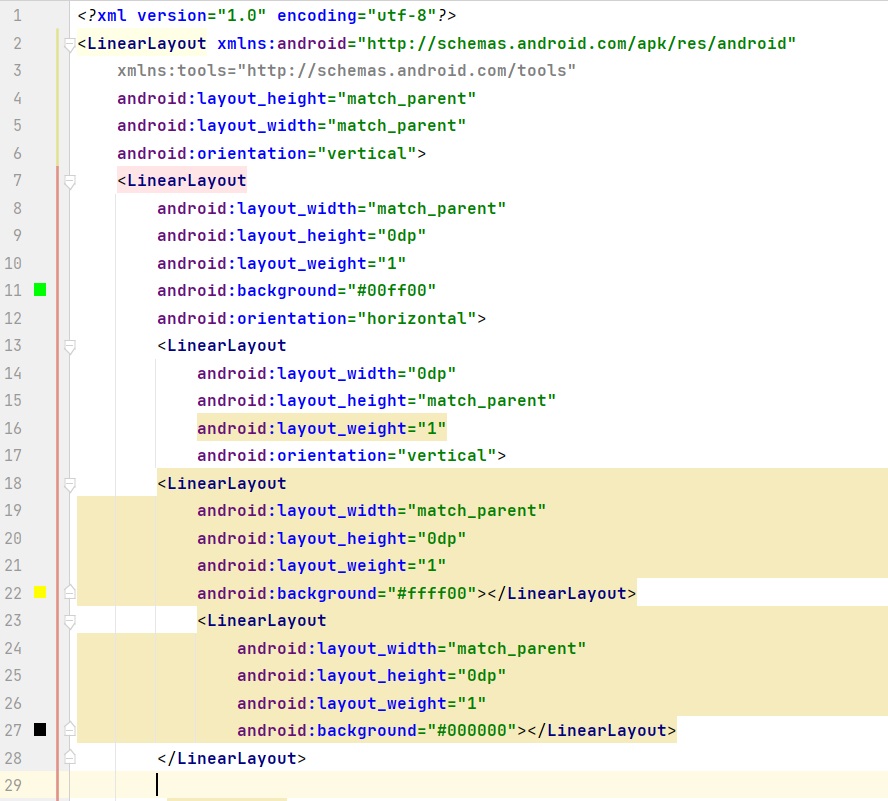 1 <?xml version="1.0" encoding="utf-8"?>
2 <LinearLayout xmlns:android="http://schemas.android.com/apk/res/android"
3     xmlns:tools="http://schemas.android.com/tools"
4     android:layout_height="match_parent"
5     android:layout_width="match_parent"
6     android:orientation="vertical">
7     <LinearLayout
8         android:layout_width="match_parent"
9         android:layout_height="0dp"
10         android:layout_weight="1"
11         android:background="#00ff00"
12         android:orientation="horizontal">
13         <LinearLayout
14             android:layout_width="0dp"
15             android:layout_height="match_parent"
16             android:layout_weight="1"
17             android:orientation="vertical">
18         <LinearLayout
19             android:layout_width="match_parent"
20             android:layout_height="0dp"
21             android:layout_weight="1"
22             android:background="#ffff00"></LinearLayout>
23             <LinearLayout
24                 android:layout_width="match_parent"
25                 android:layout_height="0dp"
26                 android:layout_weight="1"
27                 android:background="#000000"></LinearLayout>
28         </LinearLayout>
29